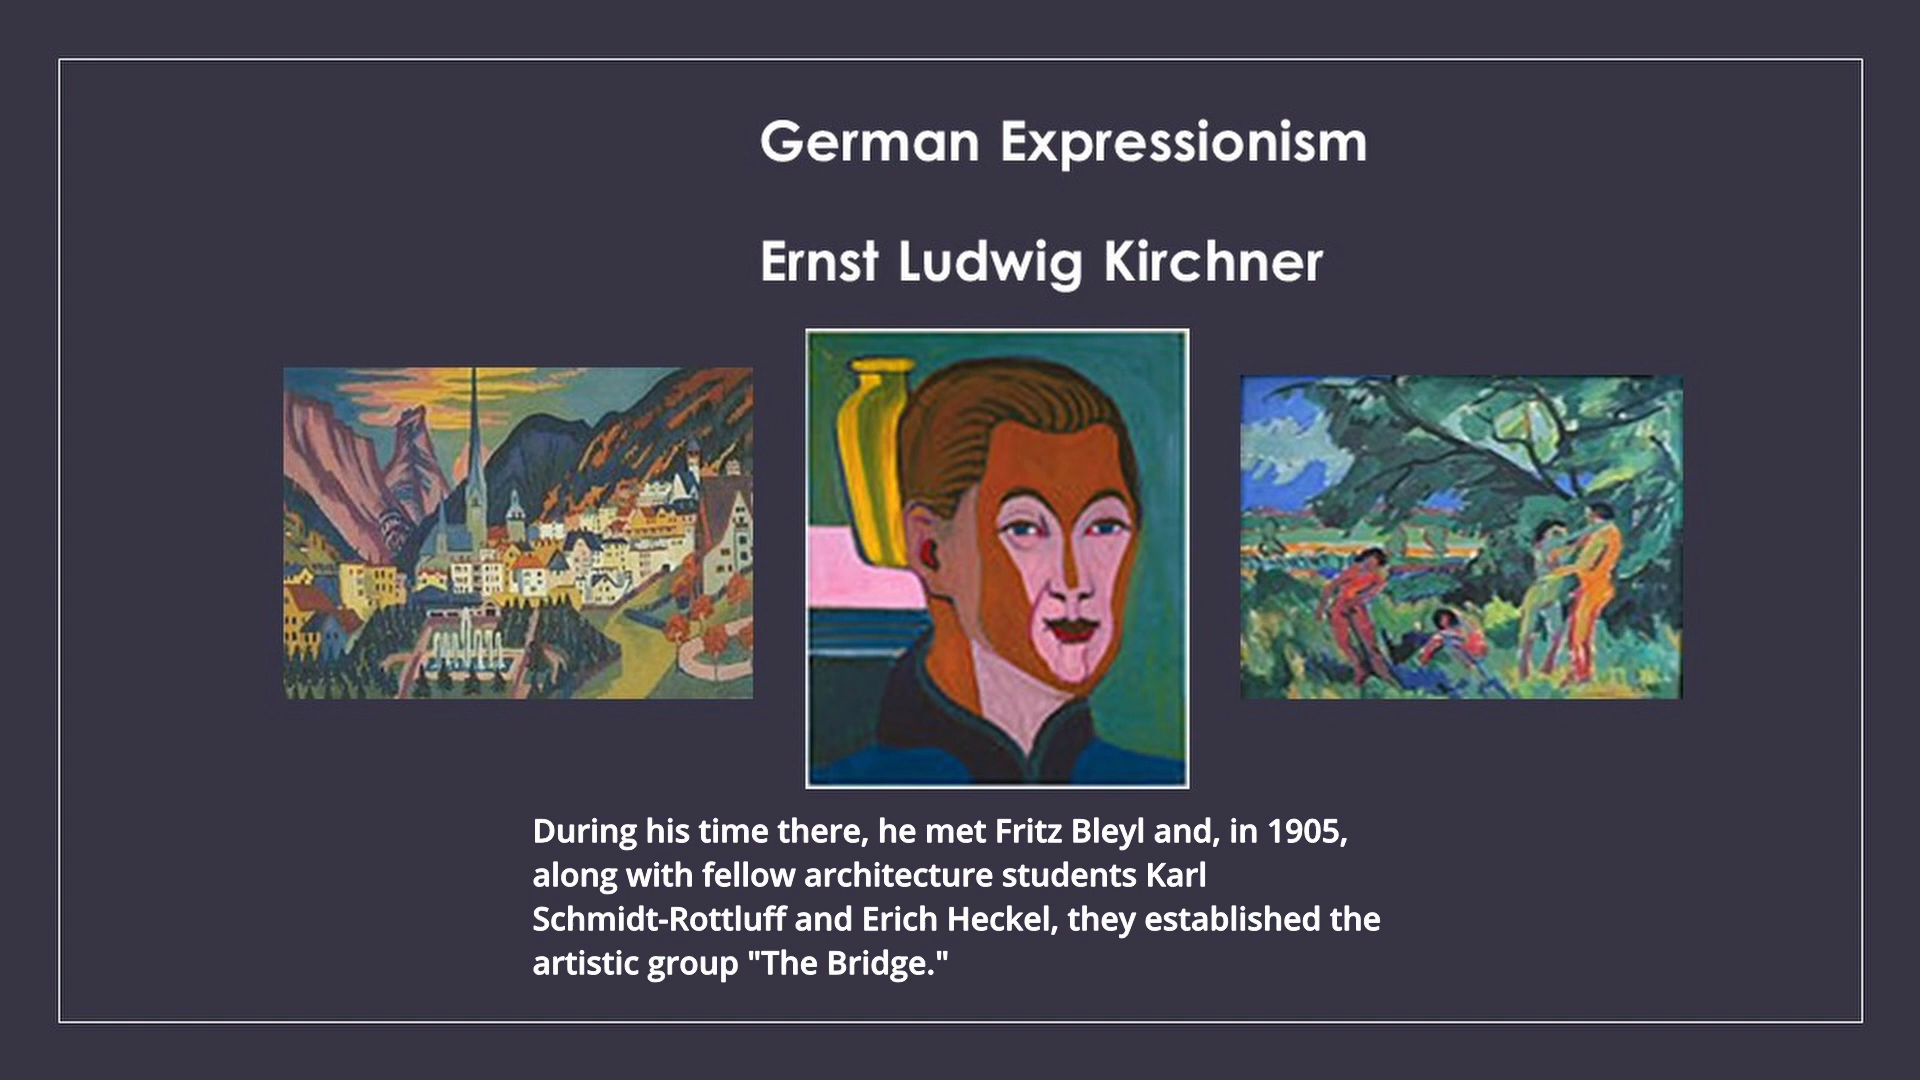 German Expressionism
Ernst Ludwig Kirchner
During his time there, he met Fritz Bleyl and, in 1905,
along with fellow architecture students Karl
Schmidt-Rottluff and Erich Heckel, they established the
artistic group "The Bridge."